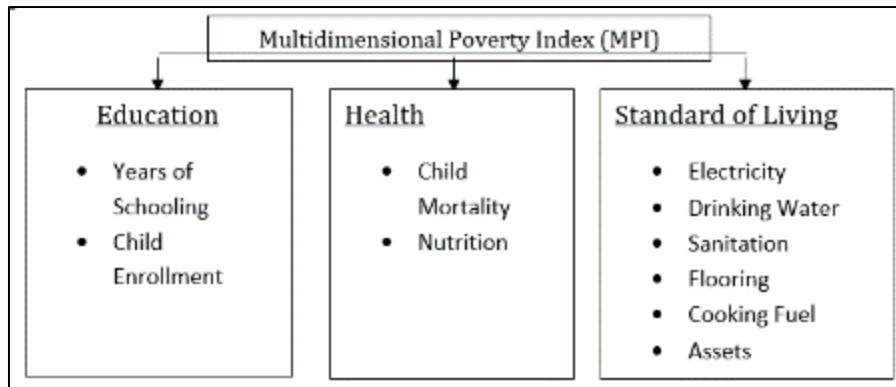 Multidimensional Poverty Index (MPI)
Education
• Years of
Schooling
• Child
Enrollment
Health
• Child
Mortality
• Nutrition
Standard of Living
• Electricity
• Drinking Water
• Sanitation
• Flooring
• Cooking Fuel
• Assets